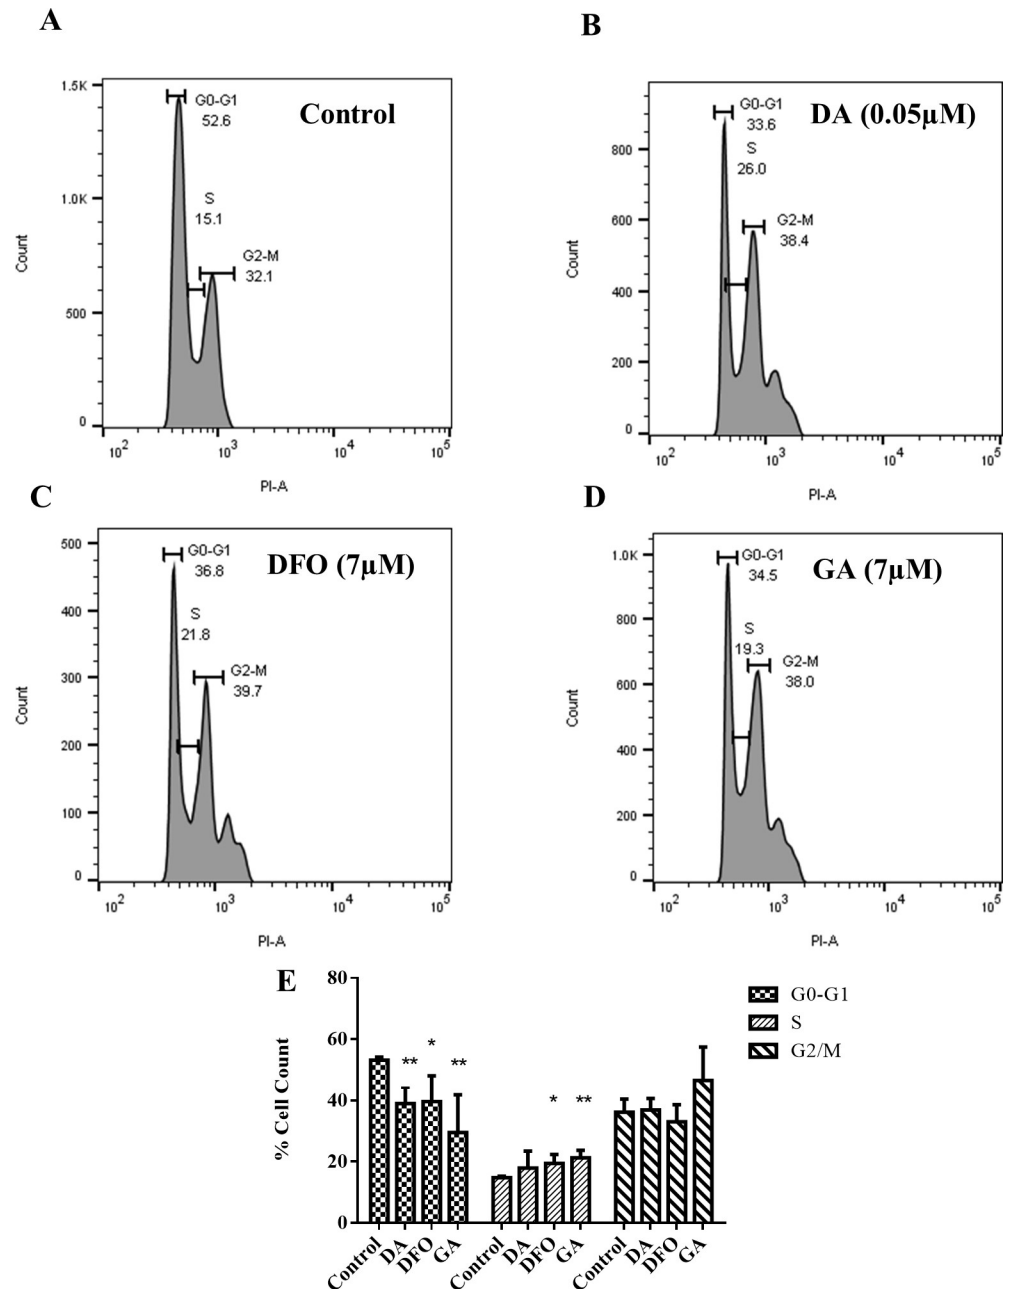 A
1.5K
1.0K
500
0
Count
G0-G1
52.6
S
15.1
G2-M
32.1
Control
10²
10³
10⁴
10⁵
PI-A
B
800
600
400
200
0
Count
G0-G1
33.6
S
26.0
G2-M
38.4
DA (0.05µM)
10²
10³
10⁴
10⁵
PI-A
C
500
400
300
200
100
0
Count
G0-G1
36.8
S
21.8
G2-M
39.7
DFO (7µM)
10²
10³
10⁴
10⁵
PI-A
D
1.0K
800
600
400
200
0
Count
G0-G1
34.5
S
19.3
G2-M
38.0
GA (7µM)
10²
10³
10⁴
10⁵
PI-A
E
80
60
40
20
0
% Cell Count
** * **
* **
Control DA DFO GA Control DA DFO GA Control DA DFO GA
G0-G1
S
G2/M